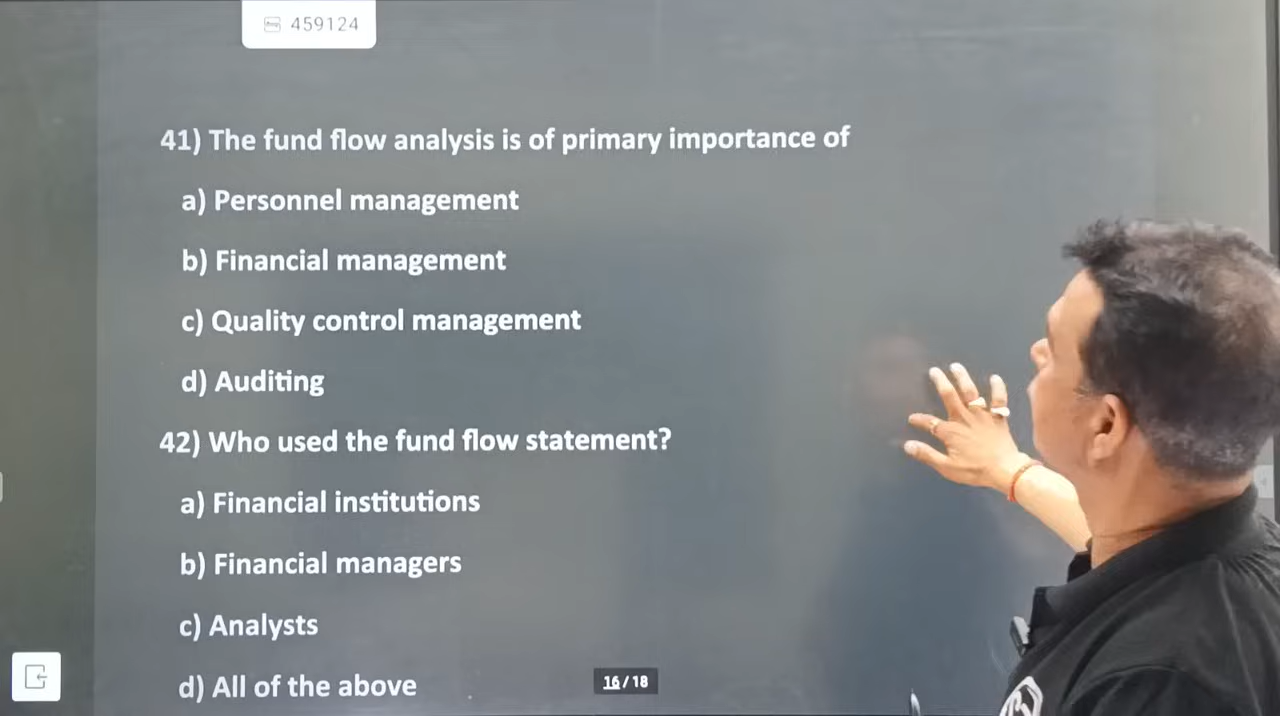 459124
41) The fund flow analysis is of primary importance of
a) Personnel management
b) Financial management
c) Quality control management
d) Auditing
42) Who used the fund flow statement?
a) Financial institutions
b) Financial managers
c) Analysts
d) All of the above
16 / 18